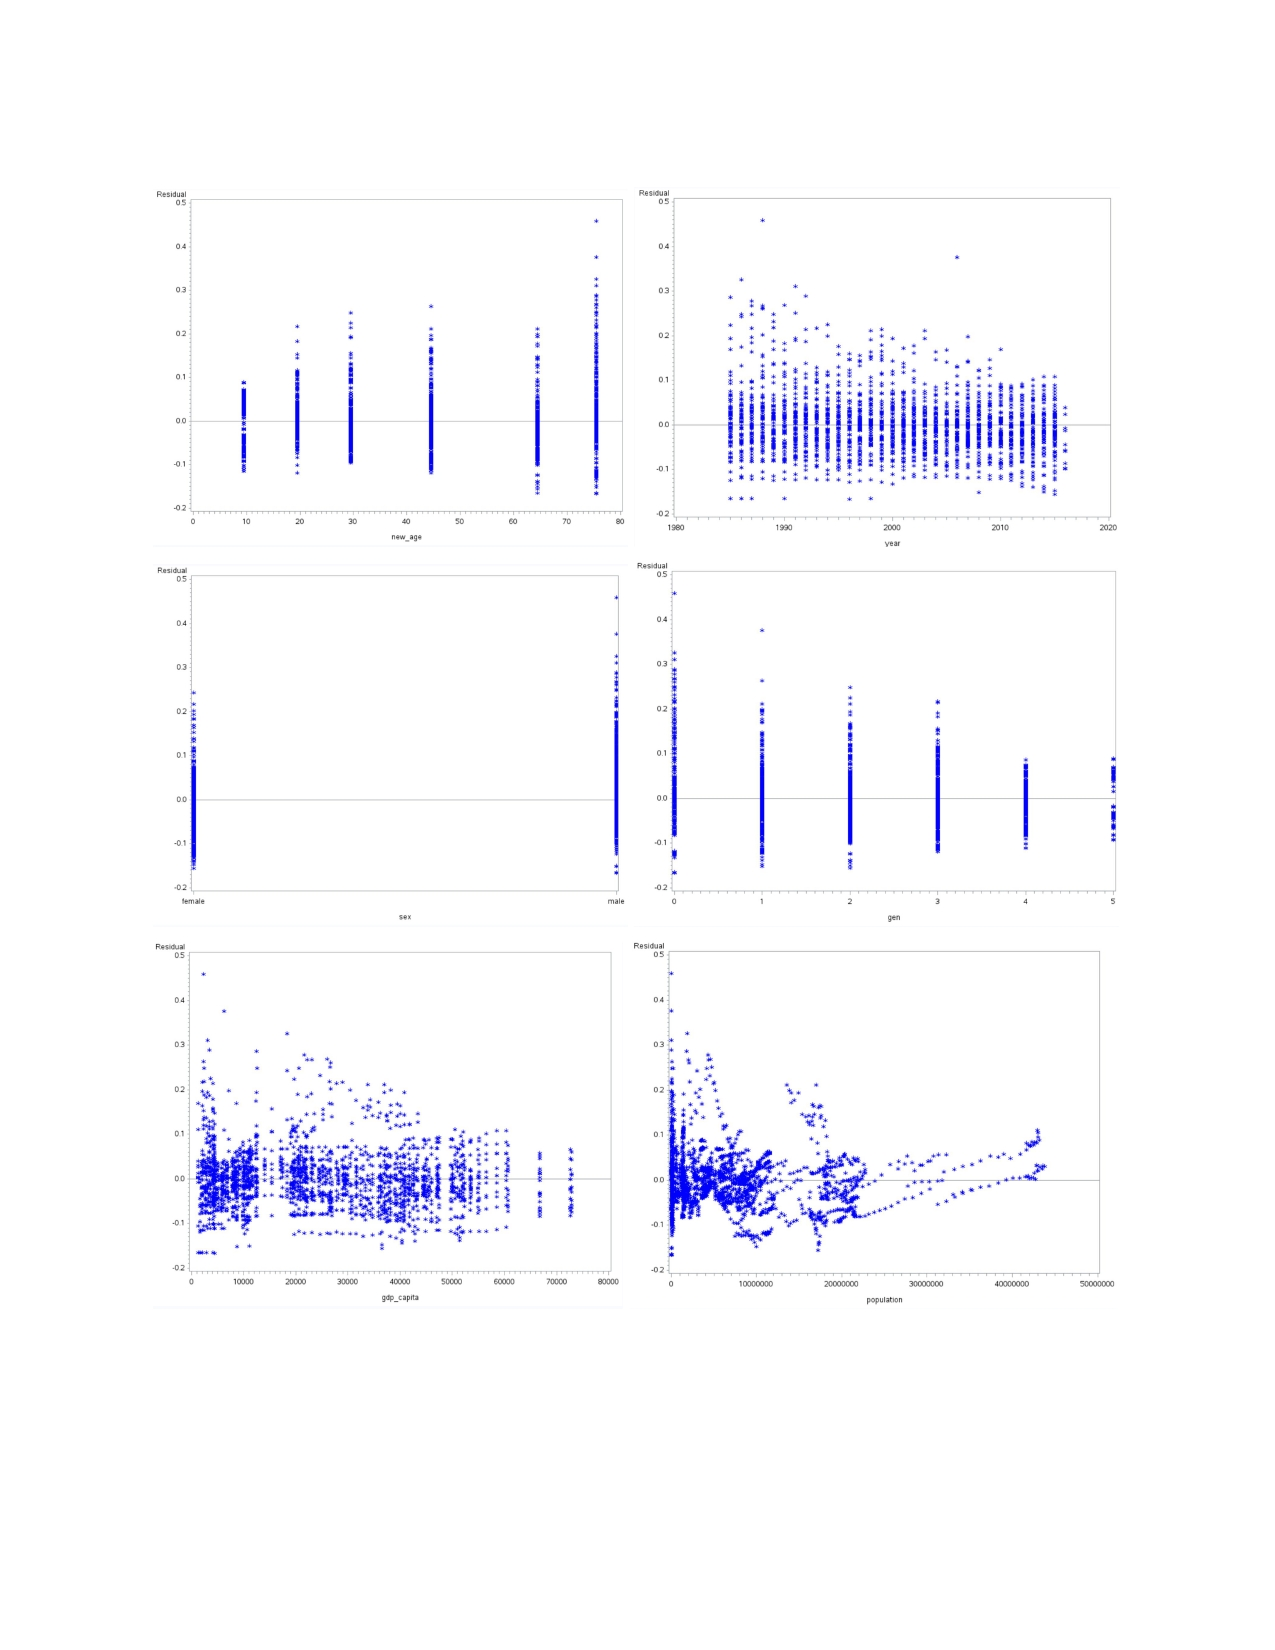 Residual
0.5
0.4
0.3
0.2
0.1
0.0
-0.1
-0.2
0 10 20 30 40 50 60 70 80
new_age
Residual
0.5
0.4
0.3
0.2
0.1
0.0
-0.1
-0.2
1980 1990 2000 2010 2020
year
Residual
0.5
0.4
0.3
0.2
0.1
0.0
-0.1
-0.2
female male
sex
Residual
0.5
0.4
0.3
0.2
0.1
0.0
-0.1
-0.2
0 1 2 3 4 5
gen
Residual
0.5
0.4
0.3
0.2
0.1
0.0
-0.1
-0.2
0 10000 20000 30000 40000 50000 60000 70000 80000
gdp_capita
Residual
0.5
0.4
0.3
0.2
0.1
0.0
-0.1
-0.2
0 10000000 20000000 30000000 40000000 50000000
population